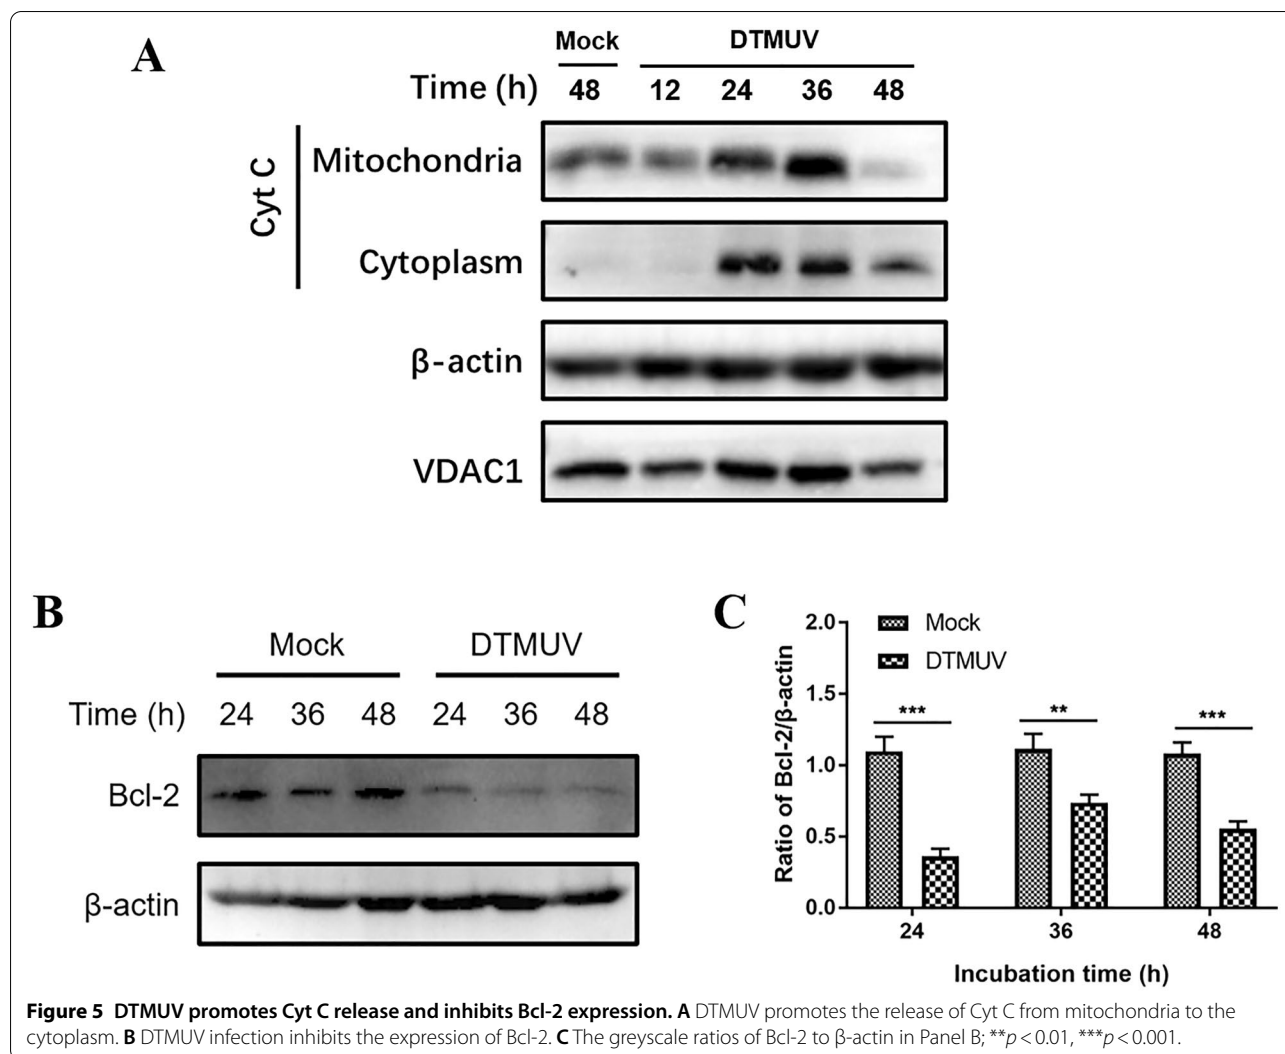 A
Mock DTMUV
Time (h) 48 12 24 36 48
Cyt C
Mitochondria
Cytoplasm
β-actin
VDAC1
B
Mock DTMUV
Time (h) 24 36 48 24 36 48
Bcl-2
β-actin
C
Ratio of Bcl-2/β-actin
2.0
1.5
1.0
0.5
0.0
Mock
DTMUV
*** ** ***
24 36 48
Incubation time (h)
Figure 5 DTMUV promotes Cyt C release and inhibits Bcl-2 expression. A DTMUV promotes the release of Cyt C from mitochondria to the
cytoplasm. B DTMUV infection inhibits the expression of Bcl-2. C The greyscale ratios of Bcl-2 to β-actin in Panel B; **p < 0.01, ***p < 0.001.